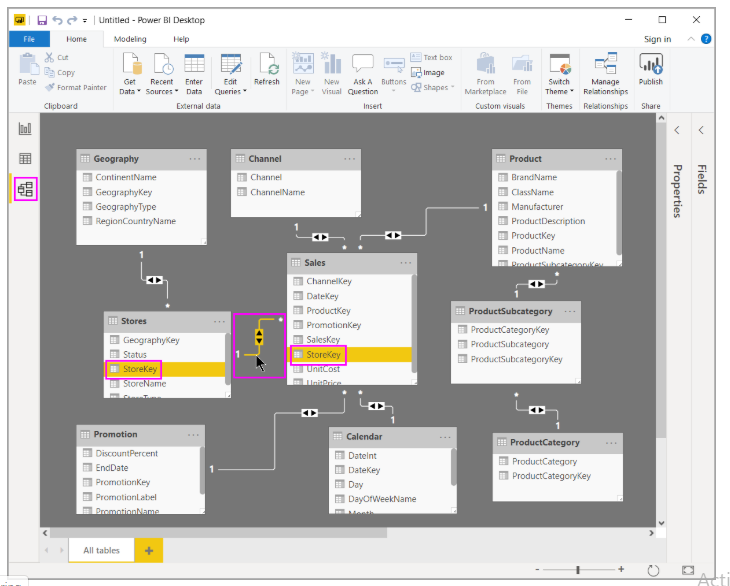 Untitled - Power BI Desktop
File Home Modeling Help Sign in
Paste
Cut
Copy
Format Painter
Clipboard
Get Data
Recent Sources
Enter Data
Edit Queries
Refresh
External data
New Page
New Visual
Ask A Question
Buttons
Text box
Image
Shapes
Insert
From Marketplace
From File
Custom visuals
Switch Theme
Themes
Manage Relationships
Relationships
Publish
Share
Geography
ContinentName
GeographyKey
GeographyType
RegionCountryName
1
*
Channel
Channel
ChannelName
1
*
Product
BrandName
ClassName
Manufacturer
ProductDescription
ProductKey
ProductName
ProductSubcategoryKey
1
*
*
1
Properties
Fields
Sales
ChannelKey
DateKey
ProductKey
PromotionKey
SalesKey
StoreKey
UnitCost
UnitPrice
Stores
GeographyKey
Status
StoreKey
StoreName
StoreType
1
*
ProductSubcategory
ProductCategoryKey
ProductSubcategory
ProductSubcategoryKey
*
1
Promotion
DiscountPercent
EndDate
PromotionKey
PromotionLabel
PromotionName
1
*
Calendar
DateInt
DateKey
Day
DayOfWeekName
Month
*
1
ProductCategory
ProductCategory
ProductCategoryKey
All tables +
- +
Acti